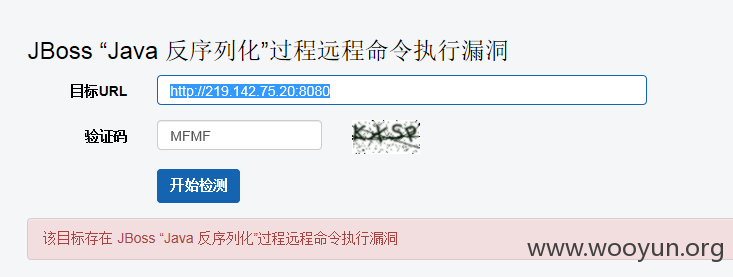 JBoss “Java 反序列化”过程远程命令执行漏洞
目标URL http://219.142.75.20:8080
验证码 MFMF KXSP
开始检测
该目标存在 JBoss “Java 反序列化”过程远程命令执行漏洞
www.wooyun.org